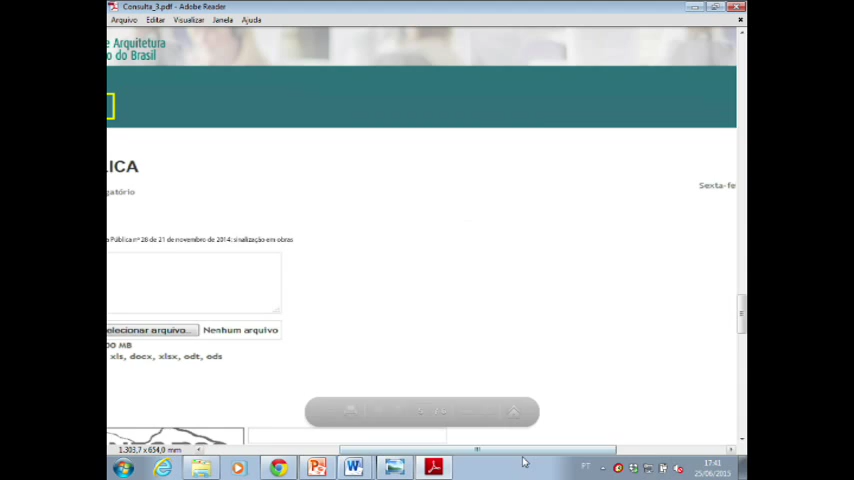 Consulta_3.pdf - Adobe Reader
Arquivo Editar Visualizar Janela Ajuda
e Arquitetura
o do Brasil
LICA
gatório
Sexta-fe
a Pública nº 26 de 21 de novembro de 2014: sinalização em obras
elecionar arquivo... Nenhum arquivo
00 MB
xls, docx, xlsx, odt, ods
1.303,7 x 654,0 mm
PT
17:41
25/06/2015